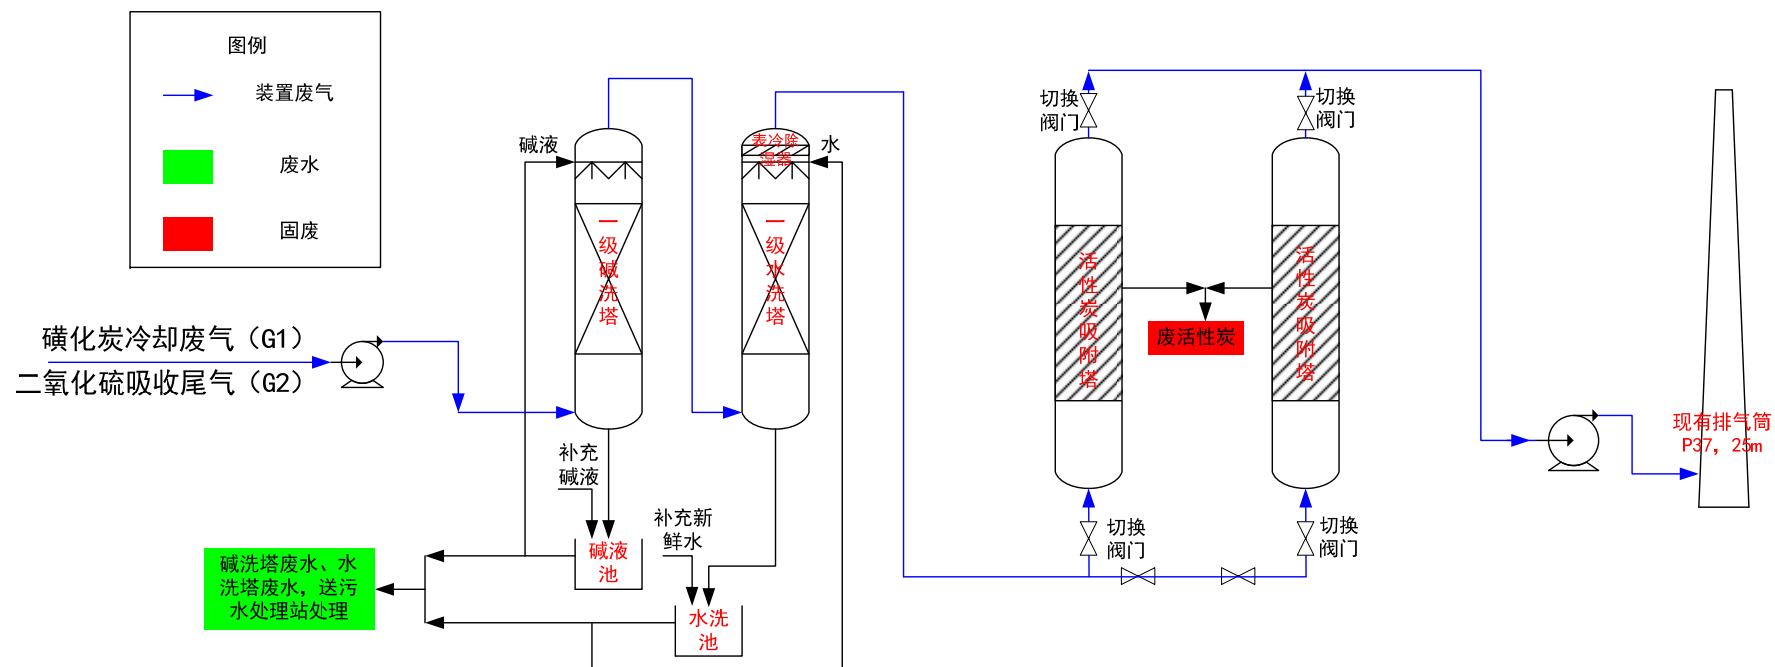 图例
装置废气
废水
固废
磺化炭冷却废气（G1）
二氧化硫吸收尾气（G2）
碱液
一级碱洗塔
表冷除
湿器
水
一级水洗塔
补充
碱液
碱液
池
补充新
鲜水
水洗
池
碱洗塔废水、水
洗塔废水，送污
水处理站处理
切换
阀门
切换
阀门
活性炭吸附塔
活性炭吸附塔
废活性炭
切换
阀门
切换
阀门
现有排气筒
P37，25m